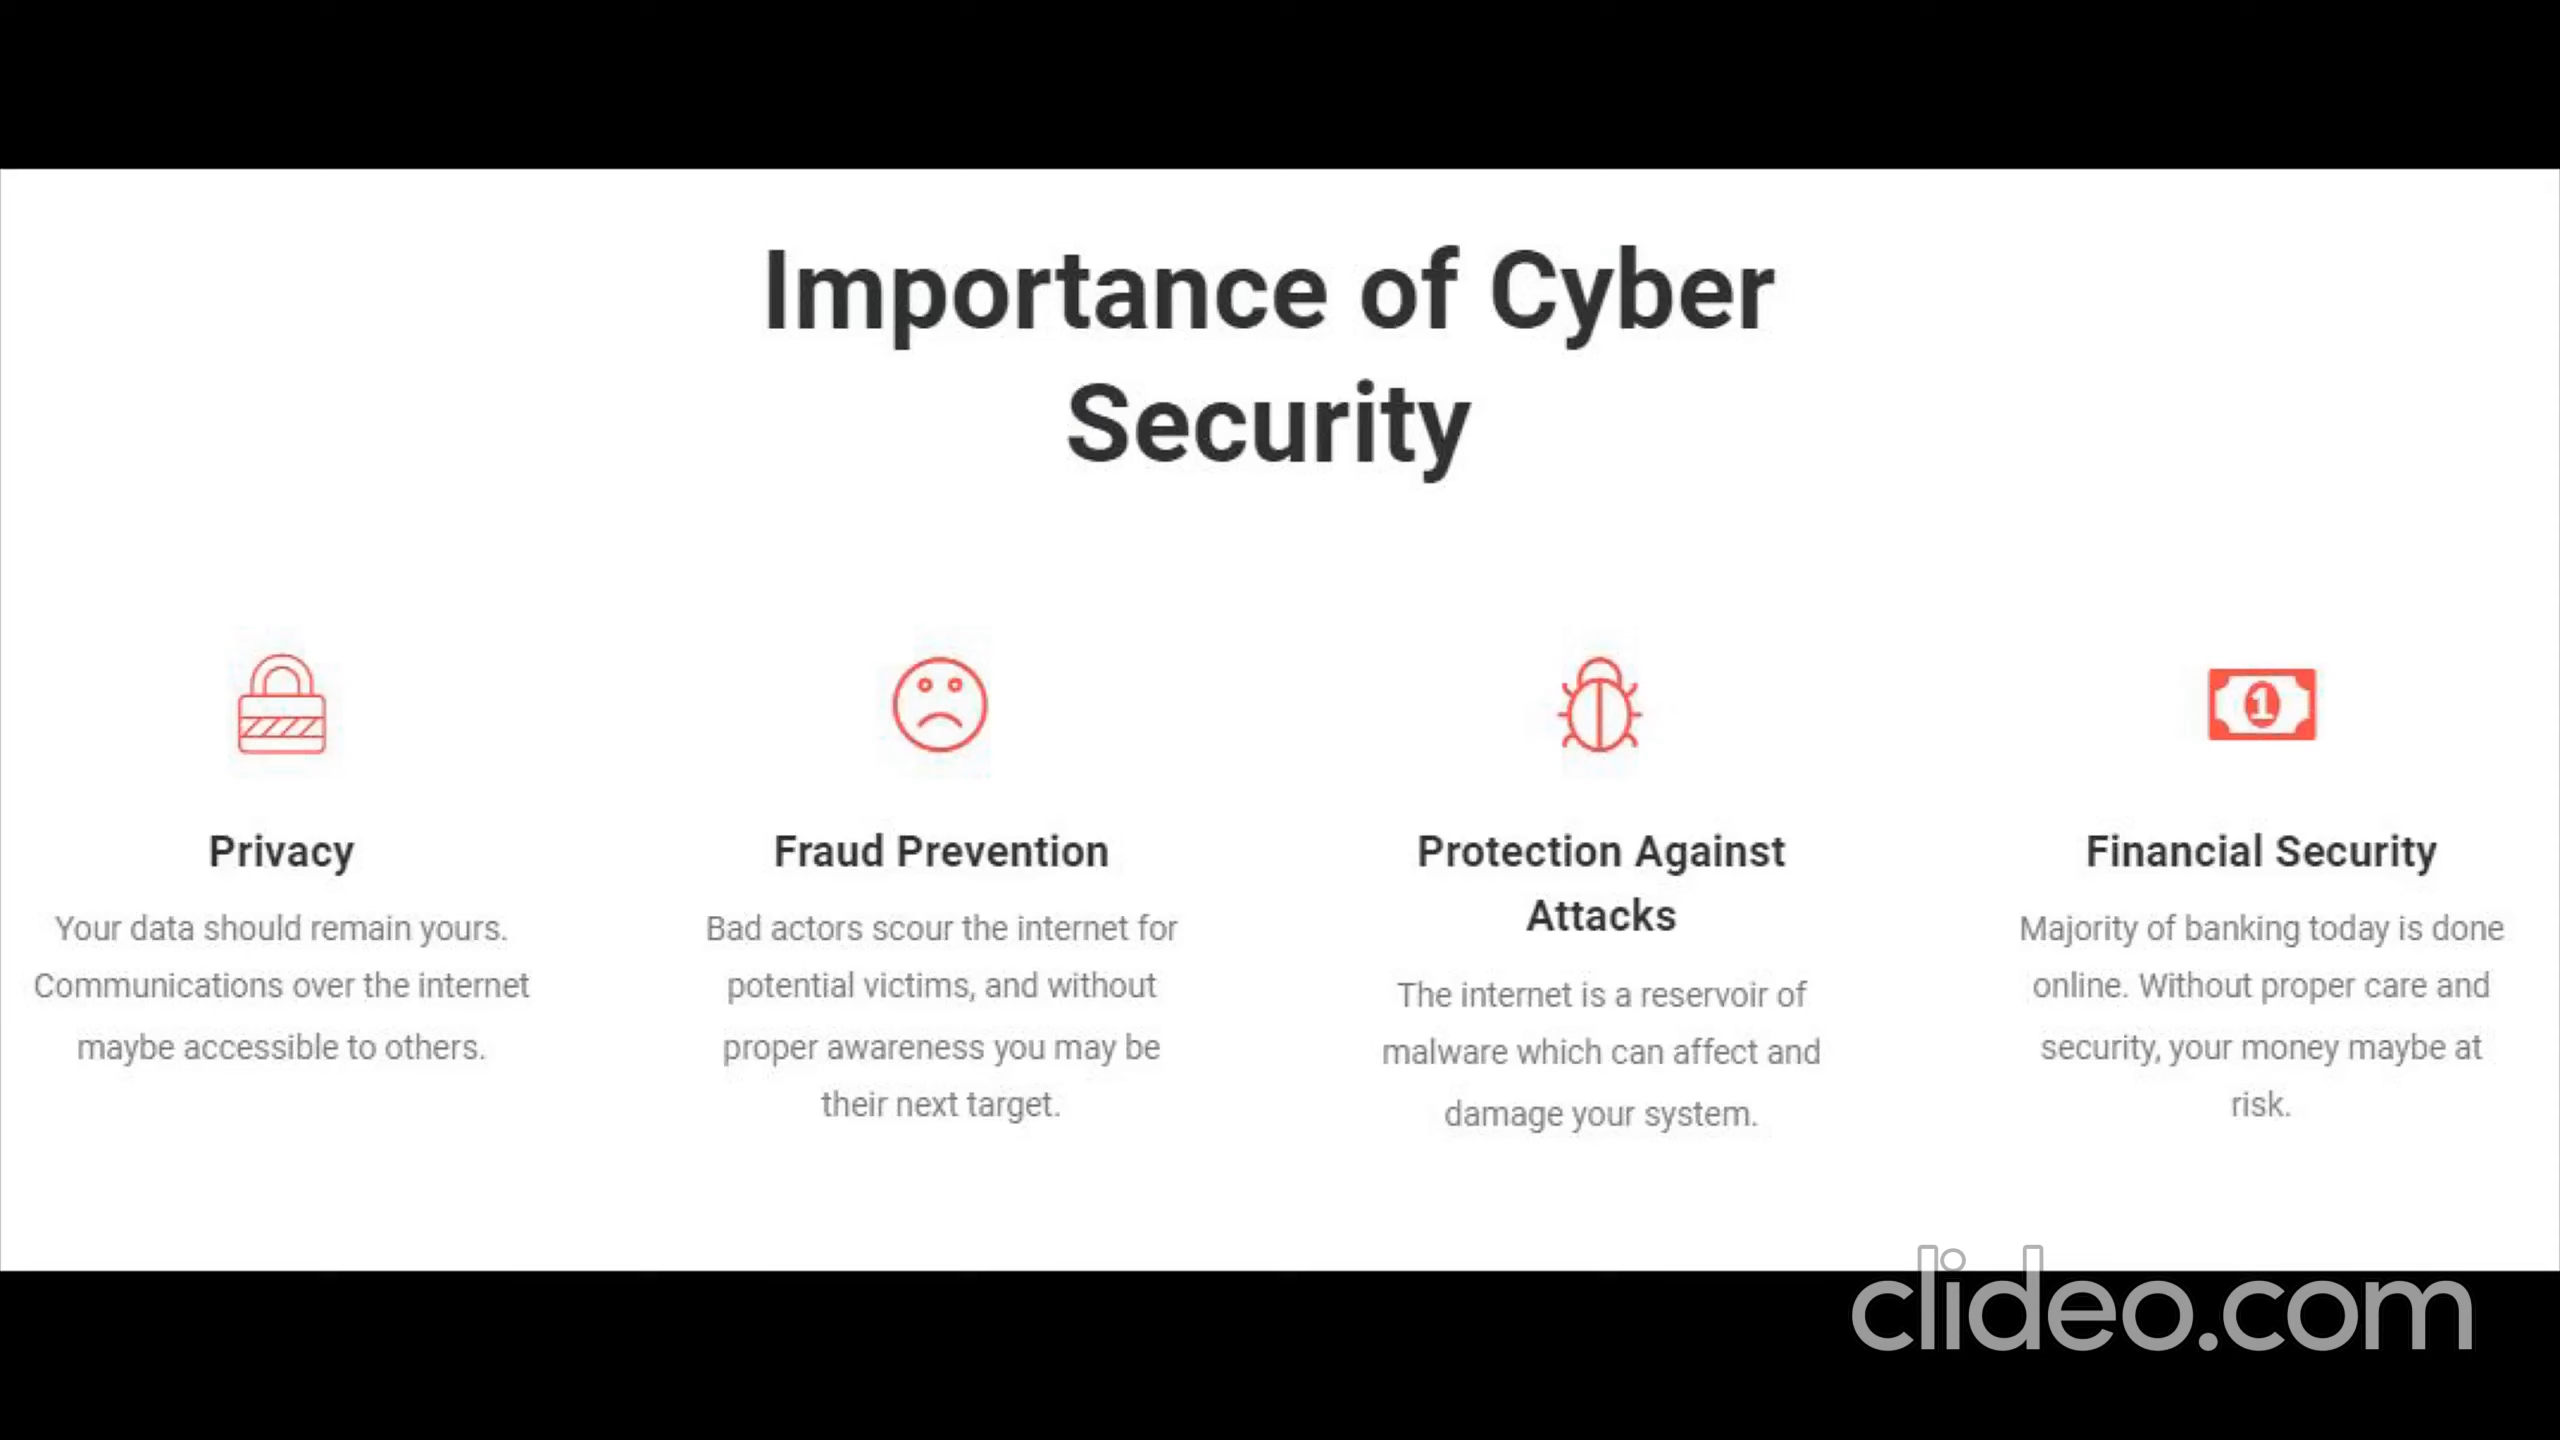 Importance of Cyber
Security
1
Privacy
Your data should remain yours.
Communications over the internet
maybe accessible to others.
Fraud Prevention
Bad actors scour the internet for
potential victims, and without
proper awareness you may be
their next target.
Protection Against
Attacks
The internet is a reservoir of
malware which can affect and
damage your system.
Financial Security
Majority of banking today is done
online. Without proper care and
security, your money maybe at
risk.
clideo.com